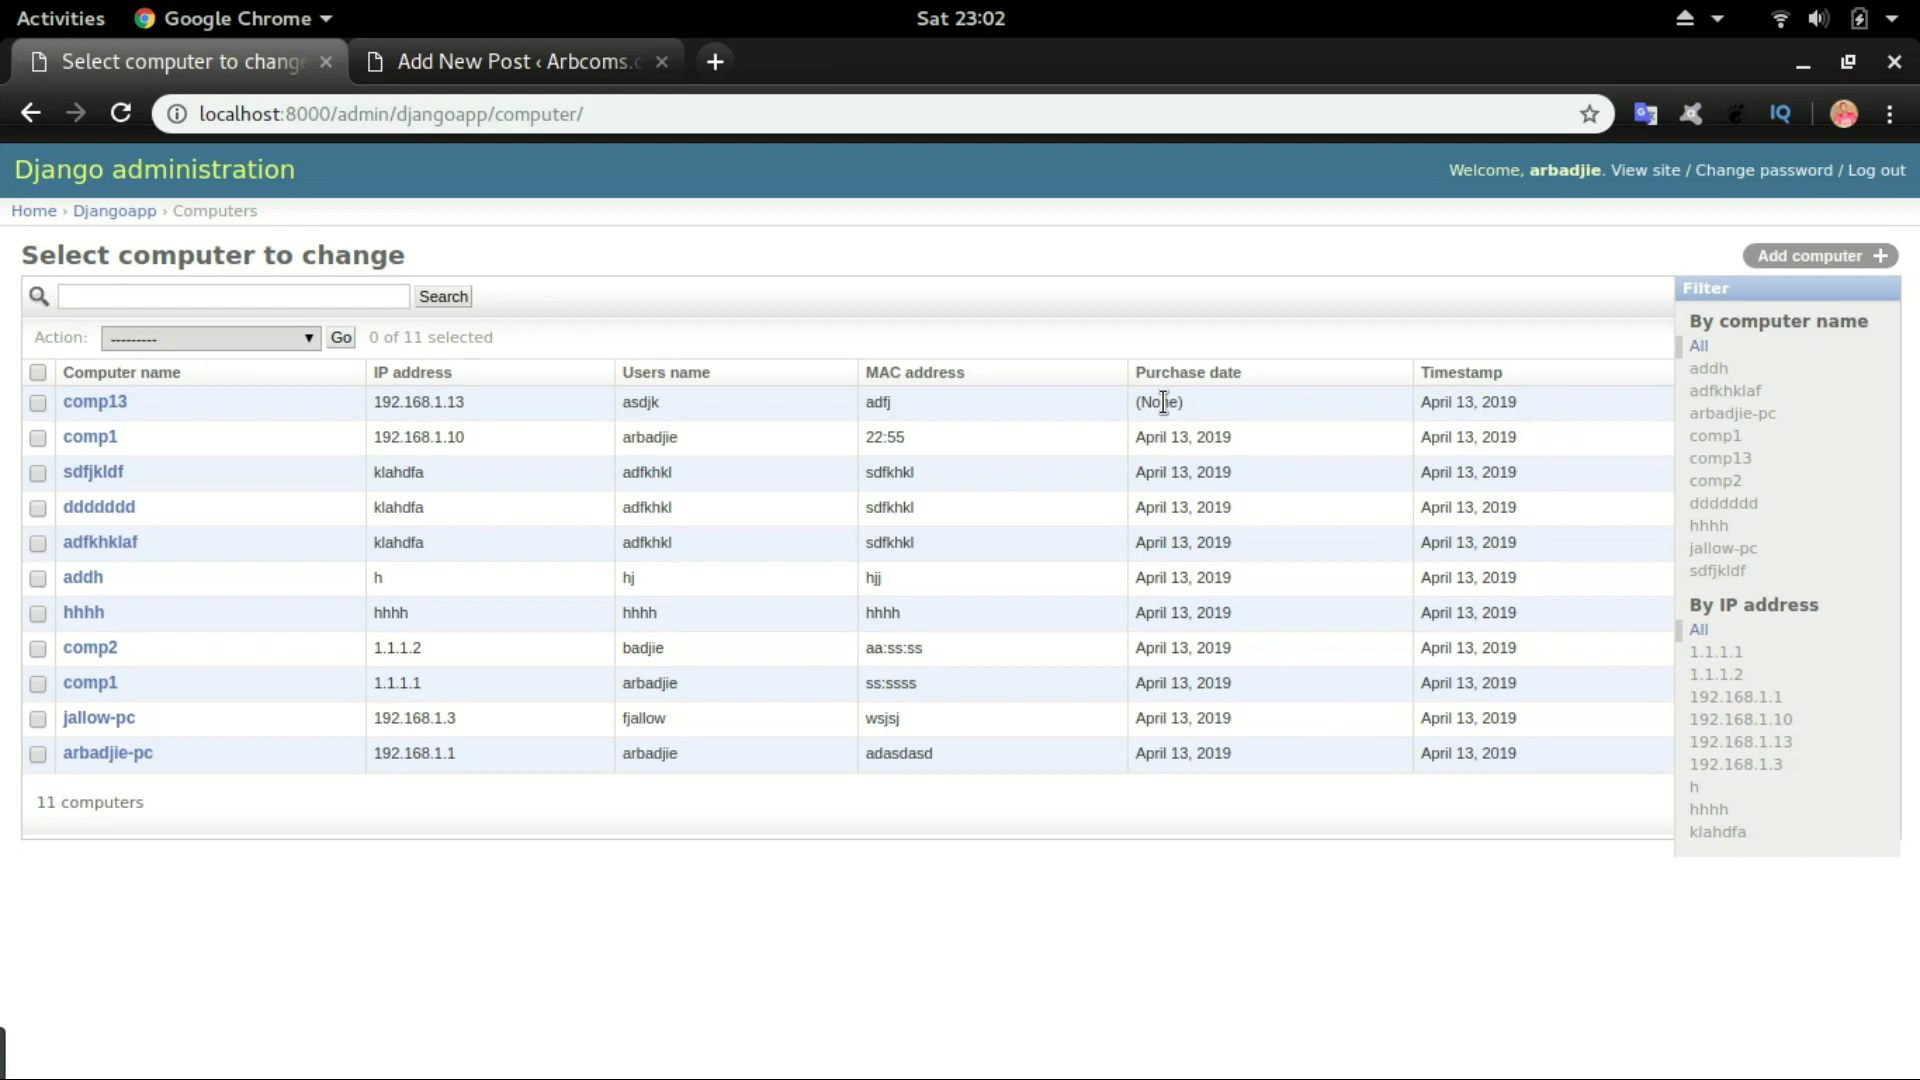 Activities Google Chrome Sat 23:02
Select computer to change Add New Post ‹ Arbcoms.
localhost:8000/admin/djangoapp/computer/ IQ
Django administration Welcome, arbadjie. View site / Change password / Log out
Home › Djangoapp › Computers
Select computer to change Add computer +
Search
Action: --------- Go 0 of 11 selected
Computer name IP address Users name MAC address Purchase date Timestamp
comp13 192.168.1.13 asdjk adfj (None) April 13, 2019
comp1 192.168.1.10 arbadjie 22:55 April 13, 2019 April 13, 2019
sdfjkldf klahdfa adfkhkl sdfkhkl April 13, 2019 April 13, 2019
ddddddd klahdfa adfkhkl sdfkhkl April 13, 2019 April 13, 2019
adfkhklaf klahdfa adfkhkl sdfkhkl April 13, 2019 April 13, 2019
addh h hj hjj April 13, 2019 April 13, 2019
hhhh hhhh hhhh hhhh April 13, 2019 April 13, 2019
comp2 1.1.1.2 badjie aa:ss:ss April 13, 2019 April 13, 2019
comp1 1.1.1.1 arbadjie ss:ssss April 13, 2019 April 13, 2019
jallow-pc 192.168.1.3 fjallow wsjsj April 13, 2019 April 13, 2019
arbadjie-pc 192.168.1.1 arbadjie adasdasd April 13, 2019 April 13, 2019
11 computers
Filter
By computer name
All
addh
adfkhklaf
arbadjie-pc
comp1
comp13
comp2
ddddddd
hhhh
jallow-pc
sdfjkldf
By IP address
All
1.1.1.1
1.1.1.2
192.168.1.1
192.168.1.10
192.168.1.13
192.168.1.3
h
hhhh
klahdfa